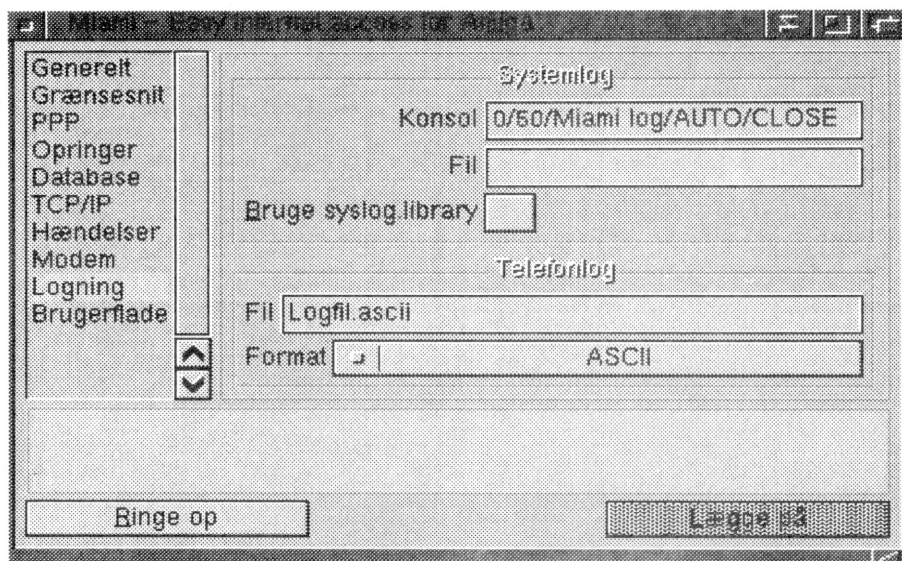 Miami - Easy Internet access for Amiga
Generelt
Grænsesnit
PPP
Opringer
Database
TCP/IP
Hændelser
Modem
Logning
Brugerflade
Systemlog
Konsol 0/50/Miami log/AUTO/CLOSE
Fil
Bruge syslog.library
Telefonlog
Fil Logfil.ascii
Format ASCII
Ringe op
Lægge på